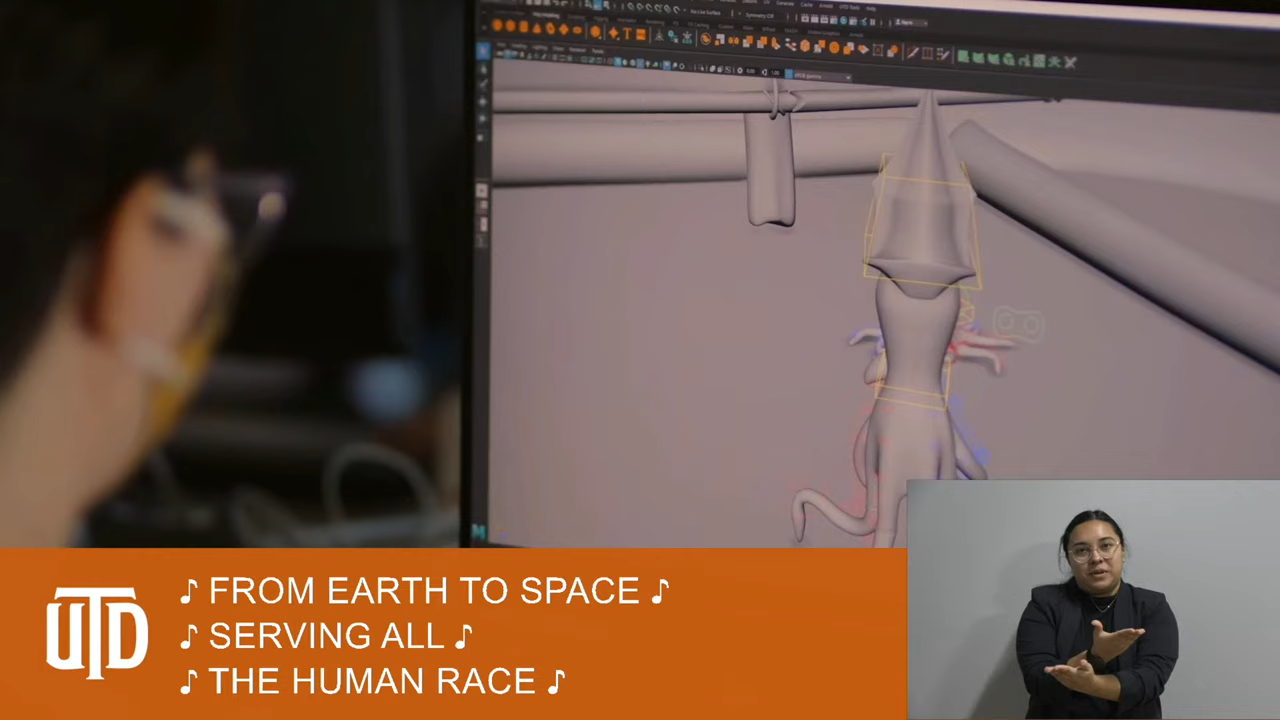 UTD
♪ FROM EARTH TO SPACE ♪
♪ SERVING ALL ♪
♪ THE HUMAN RACE ♪